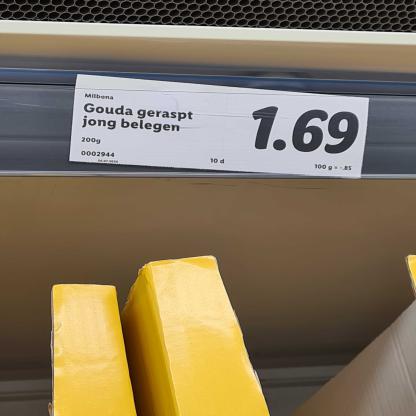 Milbona
Gouda geraspt
jong belegen
200g
0002944
10 d
1.69
100 g = -.85